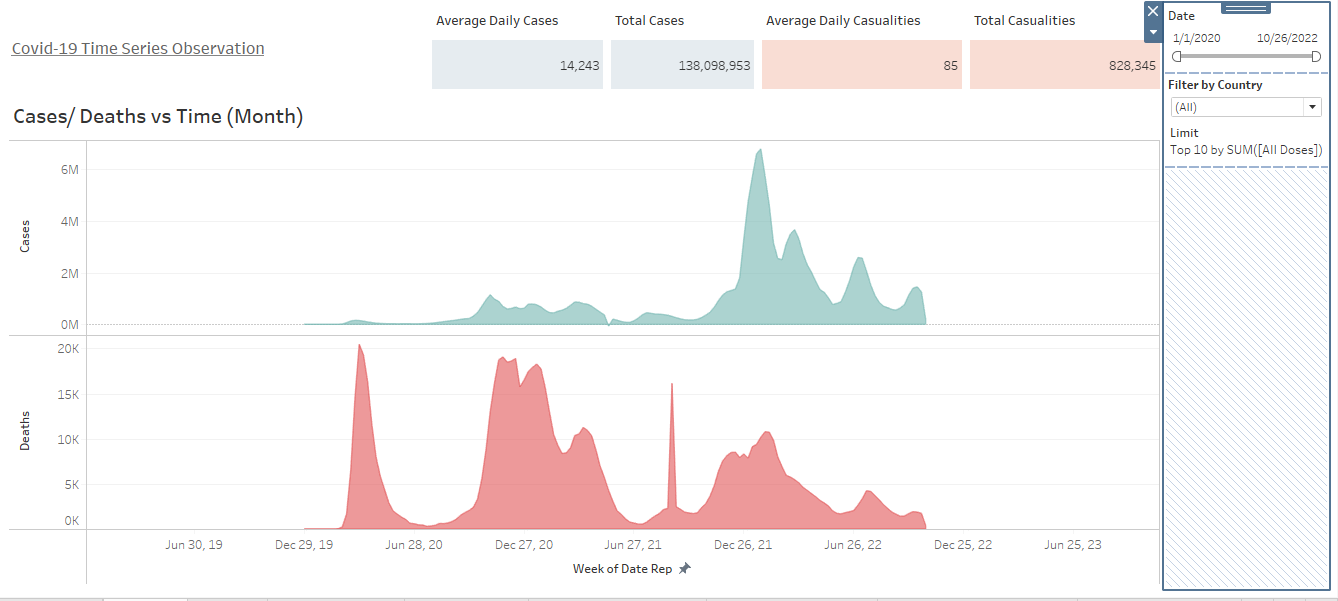 Average Daily Cases
Total Cases
Average Daily Casualities
Total Casualities
Covid-19 Time Series Observation
14,243
138,098,953
85
828,345
Date
1/1/2020
10/26/2022
Filter by Country
(All)
Limit
Top 10 by SUM([All Doses])
Cases/ Deaths vs Time (Month)
Cases
6M
4M
2M
0M
Deaths
20K
15K
10K
5K
0K
Jun 30, 19
Dec 29, 19
Jun 28, 20
Dec 27, 20
Jun 27, 21
Dec 26, 21
Jun 26, 22
Dec 25, 22
Jun 25, 23
Week of Date Rep